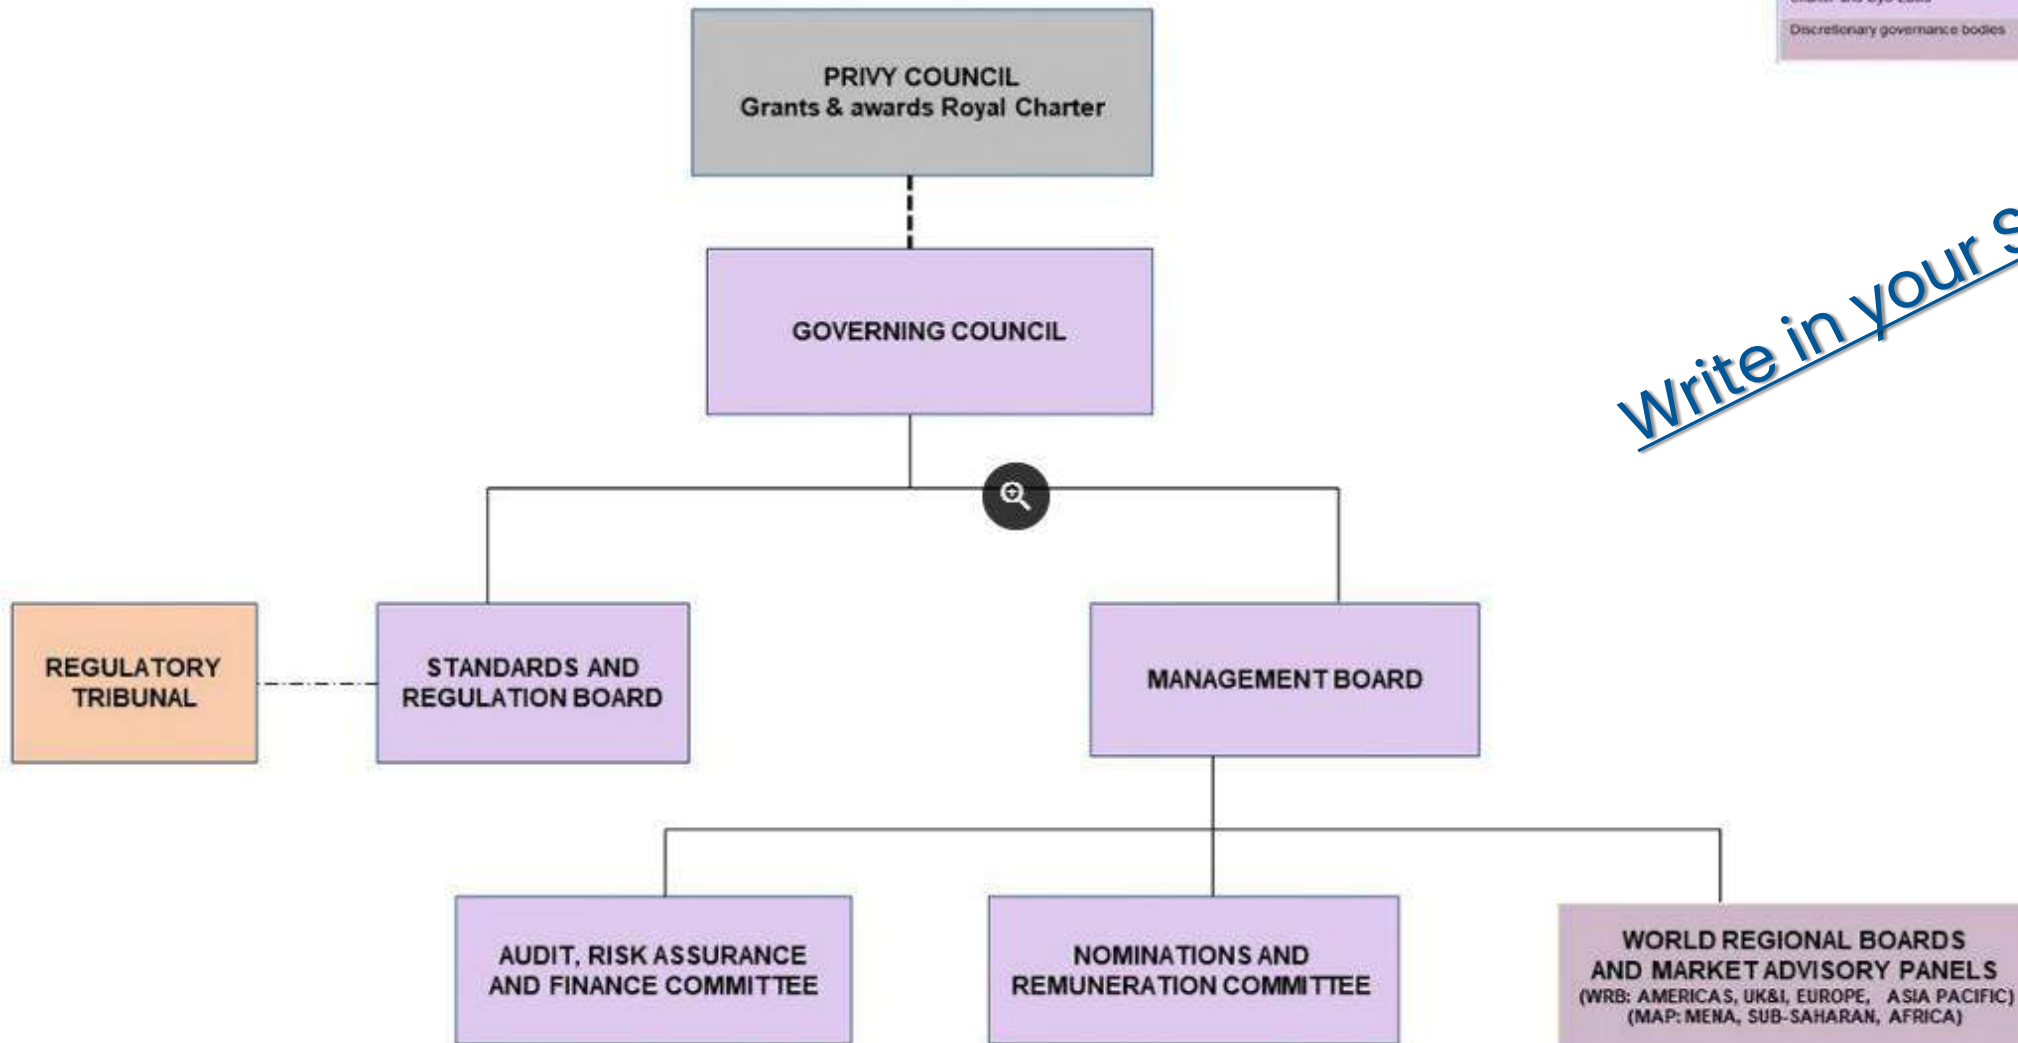 Discretionary governance bodies
PRIVY COUNCIL
Grants & awards Royal Charter
Write in your
GOVERNING COUNCIL
REGULATORY
TRIBUNAL
STANDARDS AND
REGULATION BOARD
MANAGEMENT BOARD
AUDIT, RISK ASSURANCE
AND FINANCE COMMITTEE
NOMINATIONS AND
REMUNERATION COMMITTEE
WORLD REGIONAL BOARDS
AND MARKET ADVISORY PANELS
(WRB: AMERICAS, UK&I, EUROPE, ASIA PACIFIC)
(MAP: MENA, SUB-SAHARAN, AFRICA)